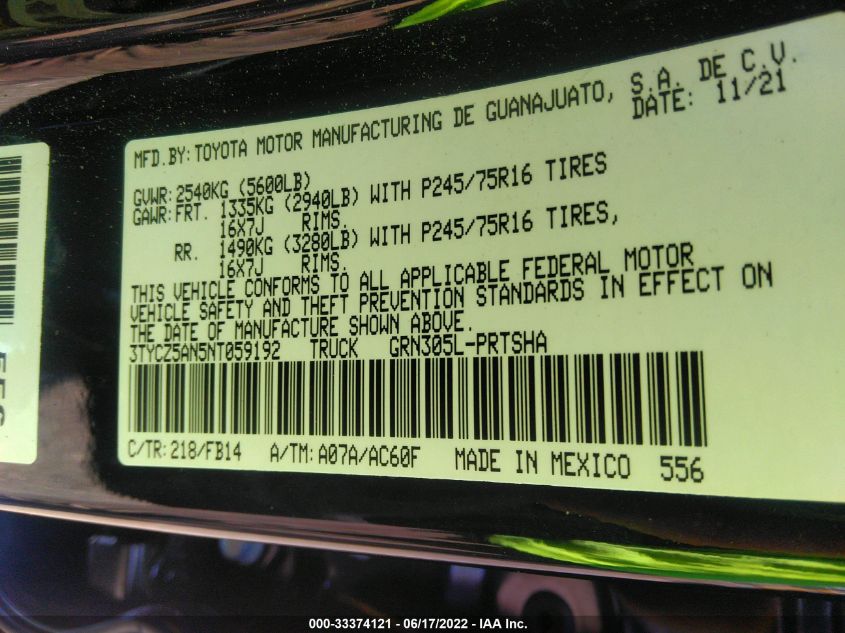 MFD.BY: TOYOTA MOTOR MANUFACTURING DE GUANAJUATO, S.A. DE C.V.
DATE: 11/21
GVWR: 2540KG (5600LB)
GAWR: FRT. 1335KG (2940LB) WITH P245/75R16 TIRES
16X7J RIMS.
RR. 1490KG (3280LB) WITH P245/75R16 TIRES,
16X7J RIMS.
THIS VEHICLE CONFORMS TO ALL APPLICABLE FEDERAL MOTOR
VEHICLE SAFETY AND THEFT PREVENTION STANDARDS IN EFFECT ON
THE DATE OF MANUFACTURE SHOWN ABOVE.
3TYCZ5AN5NT059192 TRUCK GRN305L-PRTSHA
C/TR: 218/FB14 A/TM: A07A/AC60F MADE IN MEXICO 556
556
000-33374121 - 06/17/2022 - IAA Inc.